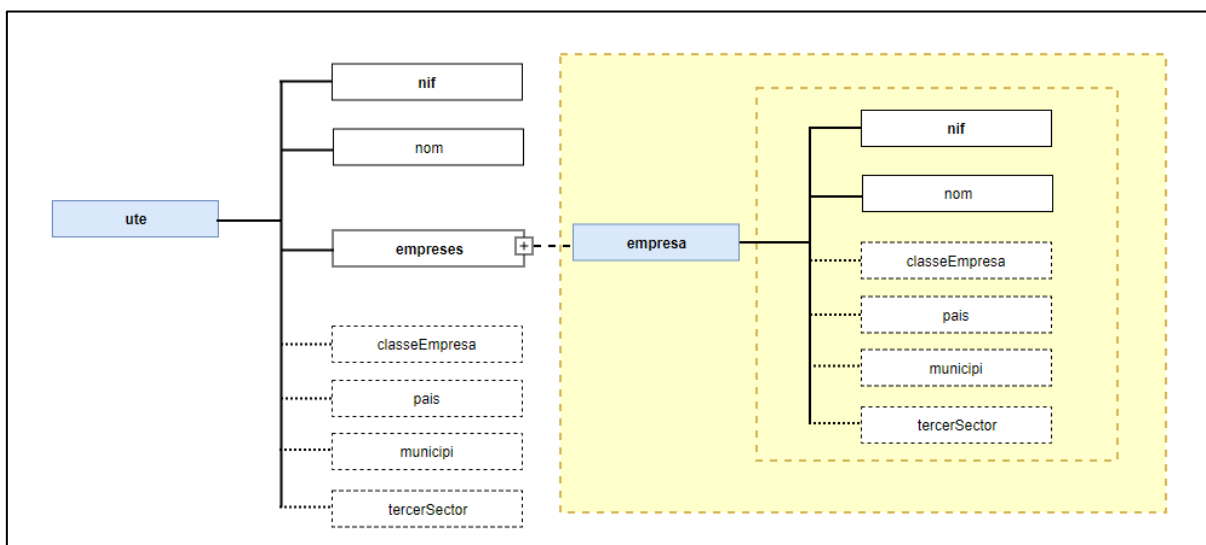 ute
nif
nom
empreses
classeEmpresa
pais
municipi
tercerSector
empresa
nif
nom
classeEmpresa
pais
municipi
tercerSector